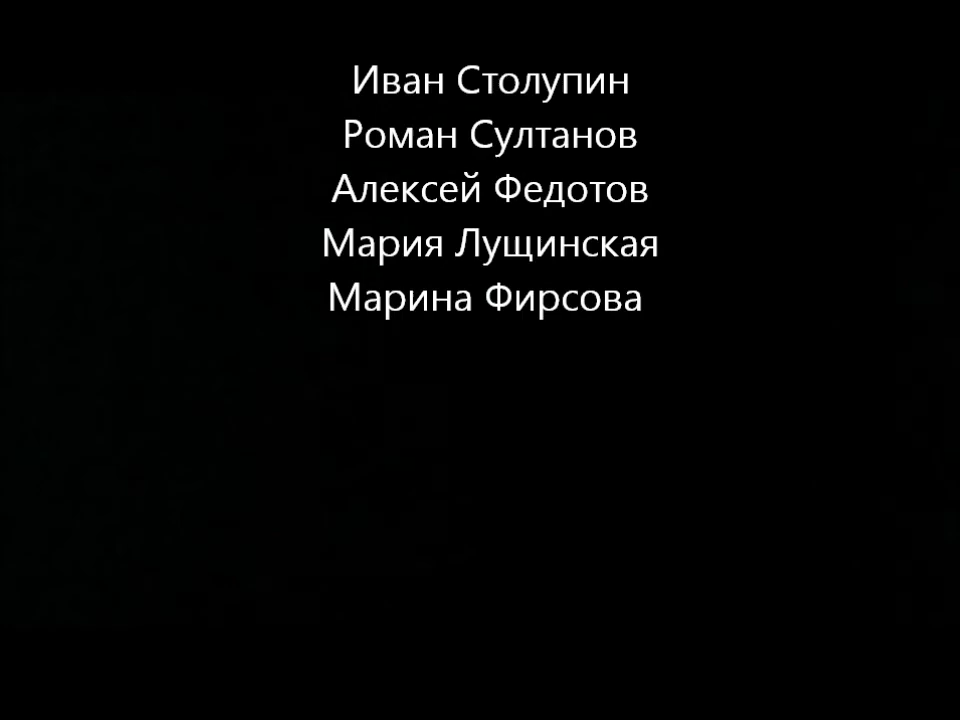 Иван Столупин
Роман Султанов
Алексей Федотов
Мария Лущинская
Марина Фирсова